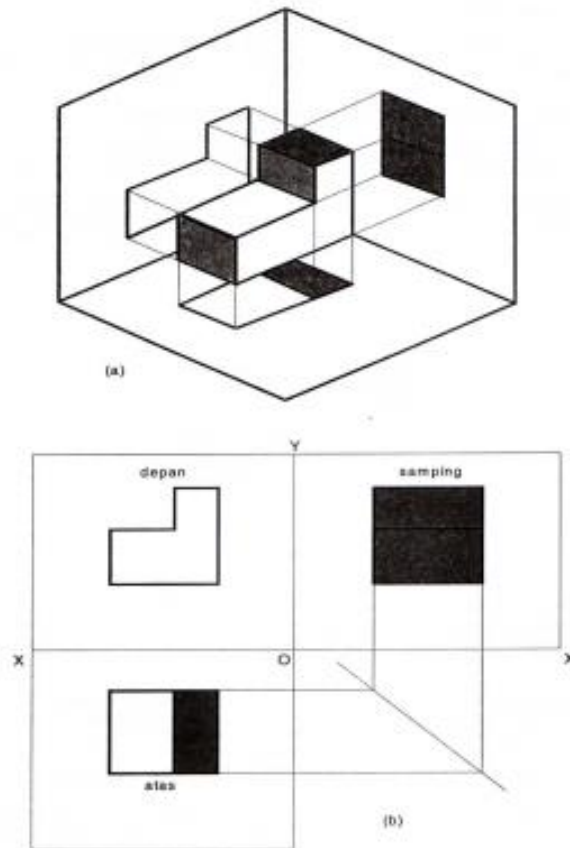 (a)
Y
depan
samping
X
O
X
atas
(b)